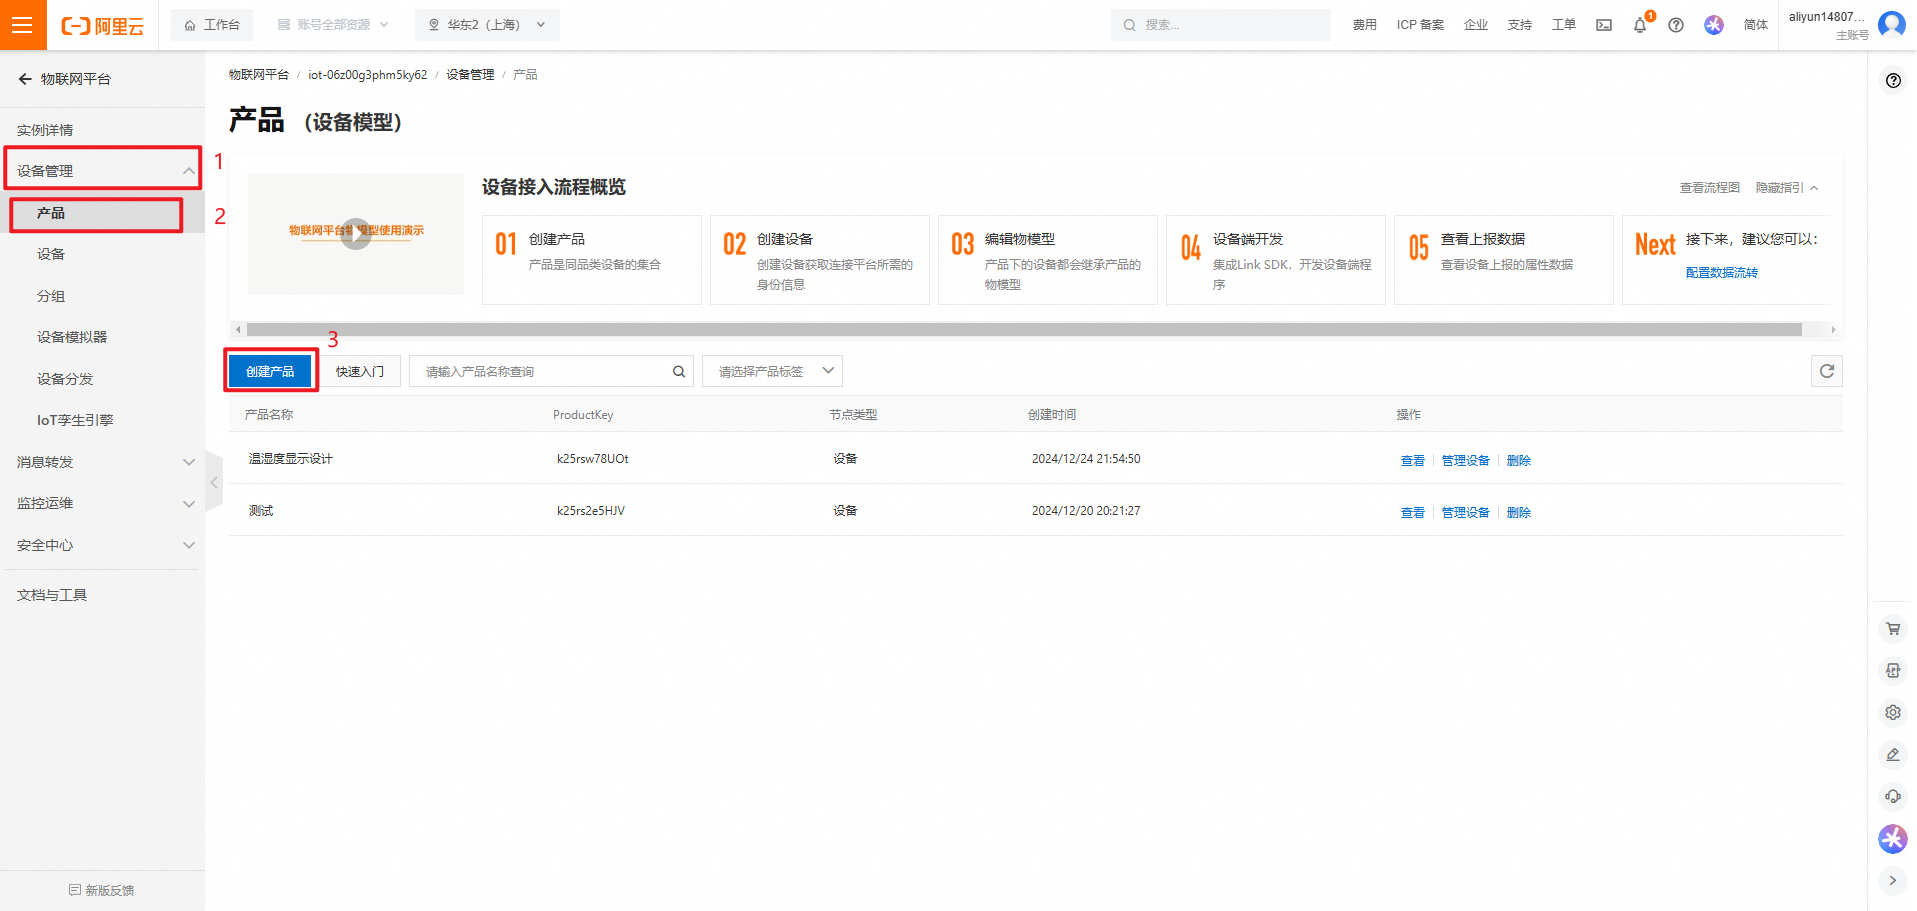 阿里云
工作台
账号全部资源
华东2（上海）
搜索...
费用
ICP 备案
企业
支持
工单
1
简体
aliyun14807...
主账号
物联网平台
实例详情
设备管理
1
产品
2
设备
分组
设备模拟器
设备分发
IoT孪生引擎
消息转发
监控运维
安全中心
文档与工具
新版反馈
物联网平台 / iot-06z00g3phm5ky62 / 设备管理 / 产品
产品 （设备模型）
物联网平台物模型使用演示
设备接入流程概览
查看流程图
隐藏指引
01 创建产品
产品是同品类设备的集合
02 创建设备
创建设备获取连接平台所需的
身份信息
03 编辑物模型
产品下的设备都会继承产品的
物模型
04 设备端开发
集成Link SDK，开发设备端程
序
05 查看上报数据
查看设备上报的属性数据
Next 接下来，建议您可以：
配置数据流转
3
创建产品
快速入门
请输入产品名称查询
请选择产品标签
产品名称 ProductKey 节点类型 创建时间 操作
温湿度显示设计 k25rsw78UOt 设备 2024/12/24 21:54:50 查看 管理设备 删除
测试 k25rs2e5HJV 设备 2024/12/20 20:21:27 查看 管理设备 删除
API